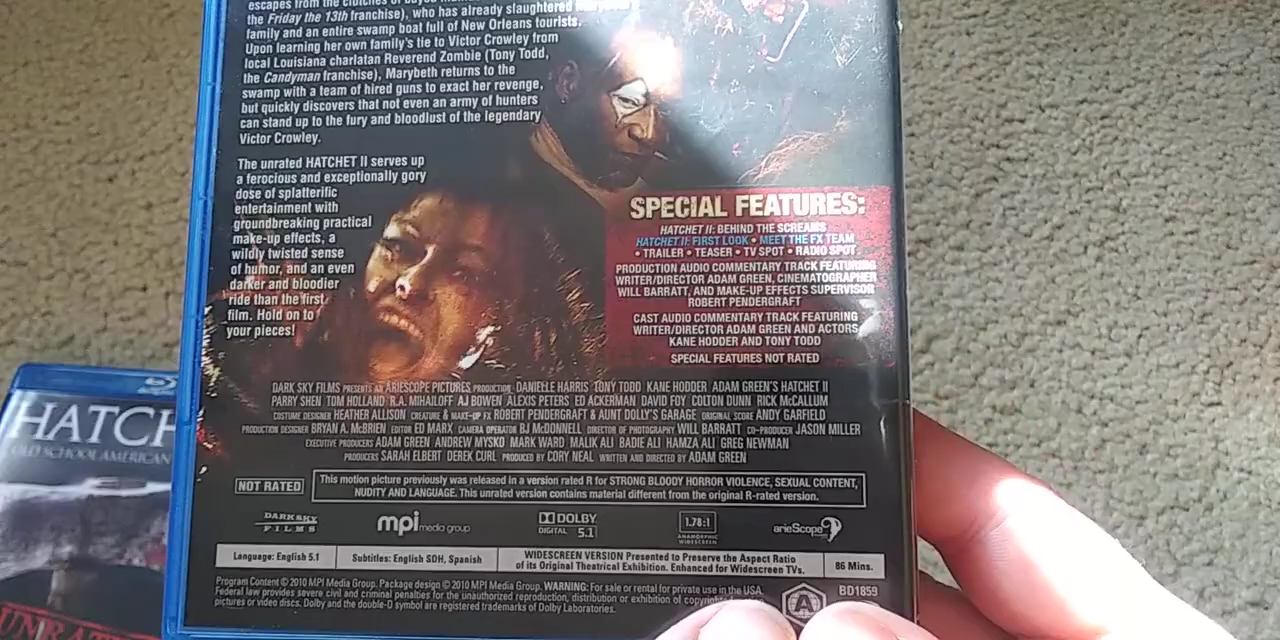 escapes from the clutches of bayou
the Friday the 13th franchise), who has already slaughtered
family and an entire swamp boat full of New Orleans tourists.
Upon learning her own family's tie to Victor Crowley from
local Louisiana charlatan Reverend Zombie (Tony Todd,
the Candyman franchise), Marybeth returns to the
swamp with a team of hired guns to exact her revenge,
but quickly discovers that not even an army of hunters
can stand up to the fury and bloodlust of the legendary
Victor Crowley.
The unrated HATCHET II serves up
a ferocious and exceptionally gory
dose of splatterific
entertainment with
groundbreaking practical
make-up effects, a
wildly twisted sense
of humor, and an even
darker and bloodier
ride than the first
film. Hold on to
your pieces!
SPECIAL FEATURES:
HATCHET II: BEHIND THE SCREAMS
HATCHET II: FIRST LOOK • MEET THE FX TEAM
• TRAILER • TEASER • TV SPOT • RADIO SPOT
PRODUCTION AUDIO COMMENTARY TRACK FEATURING
WRITER/DIRECTOR ADAM GREEN, CINEMATOGRAPHER
WILL BARRATT, AND MAKE-UP EFFECTS SUPERVISOR
ROBERT PENDERGRAFT
CAST AUDIO COMMENTARY TRACK FEATURING
WRITER/DIRECTOR ADAM GREEN AND ACTORS
KANE HODDER AND TONY TODD
SPECIAL FEATURES NOT RATED
DARK SKY FILMS PRESENTS AN ARIESCOPE PICTURES PRODUCTION DANIELLE HARRIS TONY TODD KANE HODDER ADAM GREEN'S HATCHET II
PARRY SHEN TOM HOLLAND R.A. MIHAILOFF AJ BOWEN ALEXIS PETERS ED ACKERMAN DAVID FOY COLTON DUNN RICK McCALLUM
COSTUME DESIGNER HEATHER ALLISON CREATURE & MAKE-UP FX ROBERT PENDERGRAFT & AUNT DOLLY'S GARAGE ORIGINAL SCORE ANDY GARFIELD
PRODUCTION DESIGNER BRYAN A. McBRIEN EDITOR ED MARX CAMERA OPERATOR BJ McDONNELL DIRECTOR OF PHOTOGRAPHY WILL BARRATT CO-PRODUCER JASON MILLER
EXECUTIVE PRODUCERS ADAM GREEN ANDREW MYSKO MARK WARD MALIK ALI BADIE ALI HAMZA ALI GREG NEWMAN
PRODUCERS SARAH ELBERT DEREK CURL PRODUCED BY CORY NEAL WRITTEN AND DIRECTED BY ADAM GREEN
NOT RATED
This motion picture previously was released in a version rated R for STRONG BLOODY HORROR VIOLENCE, SEXUAL CONTENT,
NUDITY AND LANGUAGE. This unrated version contains material different from the original R-rated version.
DARK SKY
FILMS
mpi media group
DOLBY
DIGITAL 5.1
1.78:1
ANAMORPHIC
WIDESCREEN
arieScope
Language: English 5.1
Subtitles: English SDH, Spanish
WIDESCREEN VERSION Presented to Preserve the Aspect Ratio
of its Original Theatrical Exhibition. Enhanced for Widescreen TVs.
86 Mins.
Program Content © 2010 MPI Media Group. Package design © 2010 MPI Media Group. WARNING: For sale or rental for private use in the USA.
Federal law provides severe civil and criminal penalties for the unauthorized reproduction, distribution or exhibition of
pictures or video discs. Dolby and the double-D symbol are registered trademarks of Dolby Laboratories.
A
BD1859
HATCH
OLD SCHOOL AMERICAN
UNRAT